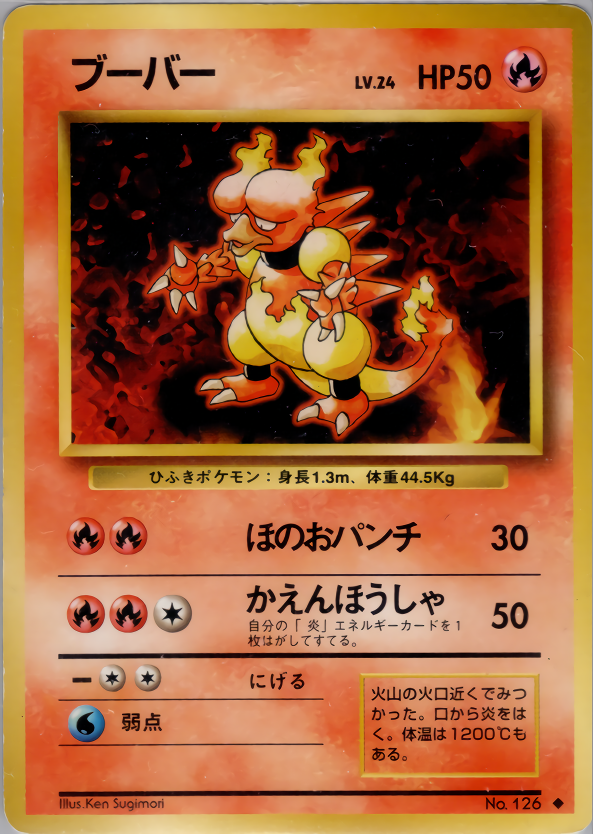 ブーバー LV.24 HP50
ひふきポケモン：身長1.3m、体重44.5Kg
ほのおパンチ 30
かえんほうしゃ 50
自分の「 炎」エネルギーカードを1
枚はがしてすてる。
にげる
弱点
火山の火口近くでみつ
かった。口から炎をは
く。体温は1200℃も
ある。
Illus.Ken Sugimori No. 126